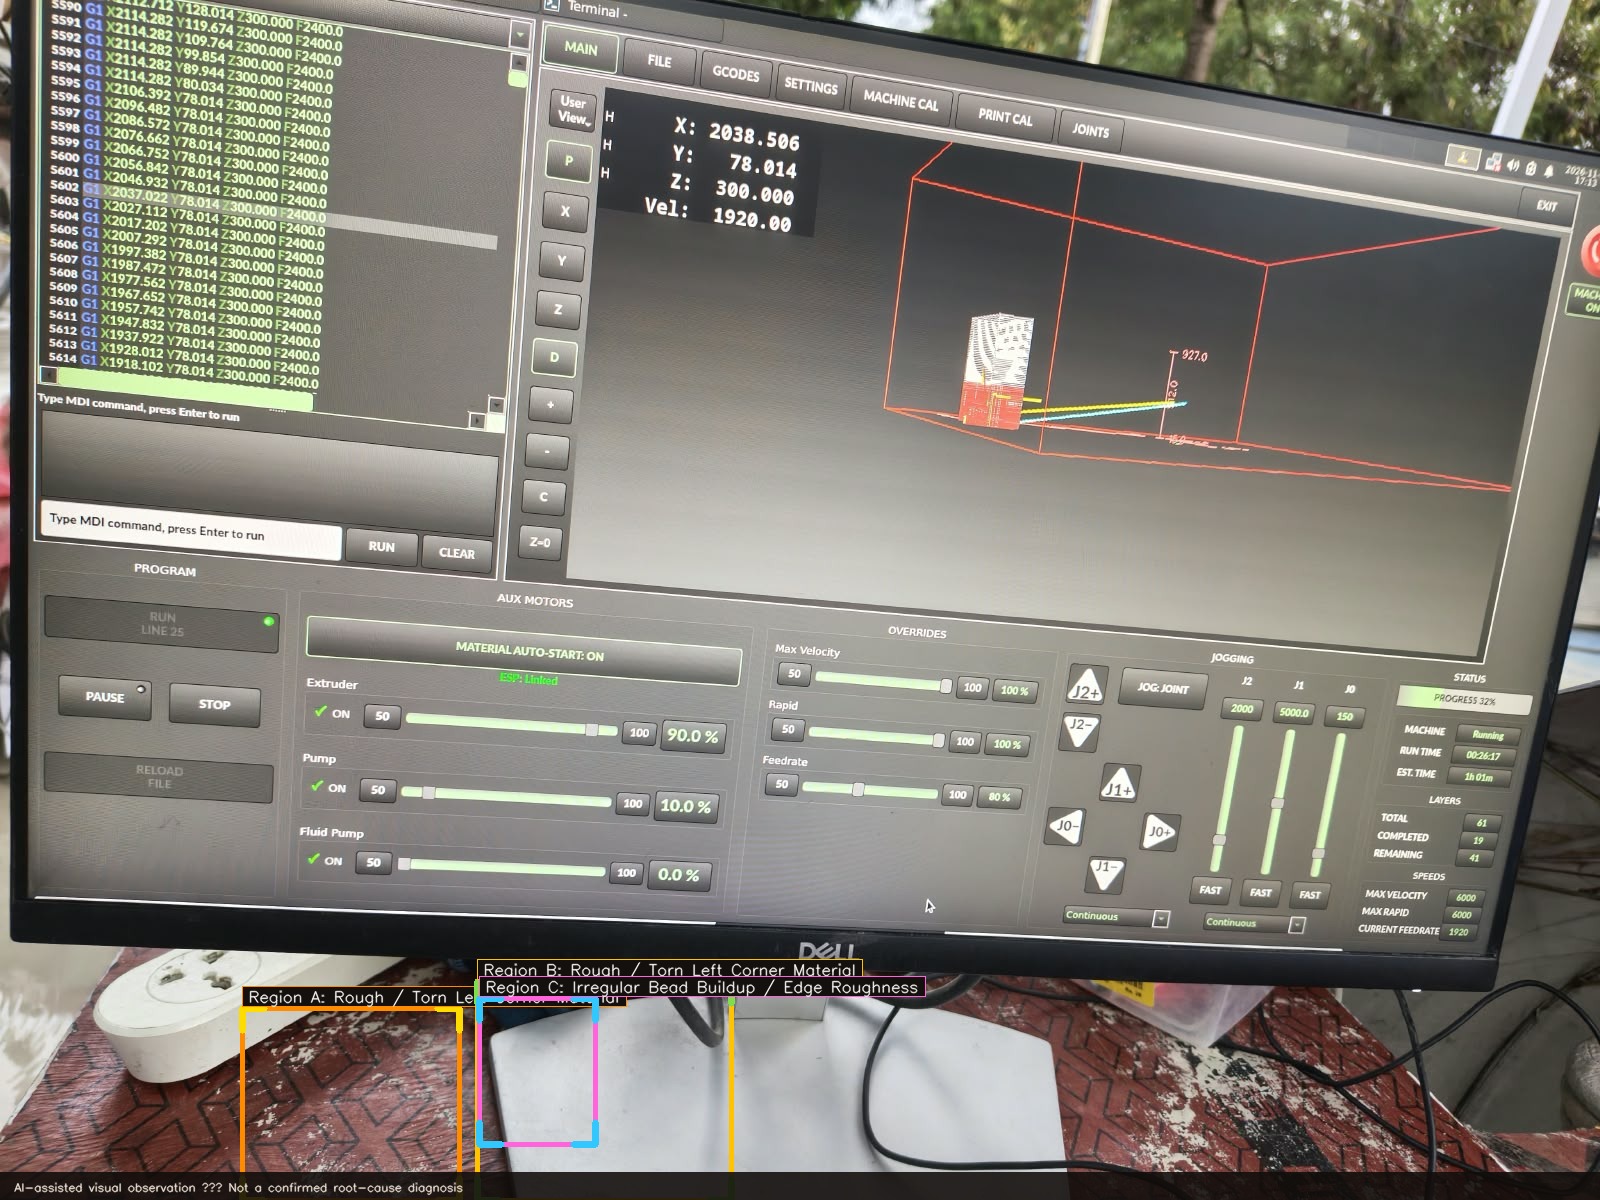 Terminal -
5590 G1 X2112.712 Y128.014 Z300.000 F2400.0
5591 G1 X2114.282 Y119.674 Z300.000 F2400.0
5592 G1 X2114.282 Y109.764 Z300.000 F2400.0
5593 G1 X2114.282 Y99.854 Z300.000 F2400.0
5594 G1 X2114.282 Y89.944 Z300.000 F2400.0
5595 G1 X2114.282 Y80.034 Z300.000 F2400.0
5596 G1 X2106.392 Y78.014 Z300.000 F2400.0
5597 G1 X2096.482 Y78.014 Z300.000 F2400.0
5598 G1 X2086.572 Y78.014 Z300.000 F2400.0
5599 G1 X2076.662 Y78.014 Z300.000 F2400.0
5600 G1 X2066.752 Y78.014 Z300.000 F2400.0
5601 G1 X2056.842 Y78.014 Z300.000 F2400.0
5602 G1 X2046.932 Y78.014 Z300.000 F2400.0
5603 G1 X2037.022 Y78.014 Z300.000 F2400.0
5604 G1 X2027.112 Y78.014 Z300.000 F2400.0
5605 G1 X2017.202 Y78.014 Z300.000 F2400.0
5606 G1 X2007.292 Y78.014 Z300.000 F2400.0
5607 G1 X1997.382 Y78.014 Z300.000 F2400.0
5608 G1 X1987.472 Y78.014 Z300.000 F2400.0
5609 G1 X1977.562 Y78.014 Z300.000 F2400.0
5610 G1 X1967.652 Y78.014 Z300.000 F2400.0
5611 G1 X1957.742 Y78.014 Z300.000 F2400.0
5612 G1 X1947.832 Y78.014 Z300.000 F2400.0
5613 G1 X1937.922 Y78.014 Z300.000 F2400.0
5614 G1 X1928.012 Y78.014 Z300.000 F2400.0
G1 X1918.102 Y78.014 Z300.000 F2400.0
Type MDI command, press Enter to run
Type MDI command, press Enter to run
RUN CLEAR
MAIN FILE GCODES SETTINGS MACHINE CAL PRINT CAL JOINTS
17:13
EXIT
User View
P
X
Y
Z
D
+
-
C
Z=0
H X: 2038.506
H Y: 78.014
H Z: 300.000
Vel: 1920.00
927.0
ON
PROGRAM
RUN
LINE 25
PAUSE STOP
RELOAD
FILE
AUX MOTORS
MATERIAL AUTO-START: ON
ESP: Linked
Extruder
ON 50 100 90.0 %
Pump
ON 50 100 10.0 %
Fluid Pump
ON 50 100 0.0 %
OVERRIDES
Max Velocity
50 100 100 %
Rapid
50 100 100 %
Feedrate
50 100 80 %
JOGGING
J2+ JOG: JOINT
J2-
J1+
J0- J0+
J1-
Continuous
J2 J1 J0
2000 5000.0 150
FAST FAST FAST
Continuous
STATUS
PROGRESS 32%
MACHINE Running
RUN TIME 00:26:17
EST. TIME 1h 01m
LAYERS
TOTAL 61
COMPLETED 19
REMAINING 41
SPEEDS
MAX VELOCITY 6000
MAX RAPID 6000
CURRENT FEEDRATE 1920
DELL
Region B: Rough / Torn Left Corner Material
Region C: Irregular Bead Buildup / Edge Roughness
Region A: Rough / Torn Le
AI-assisted visual observation ??? Not a confirmed root-cause diagnosis